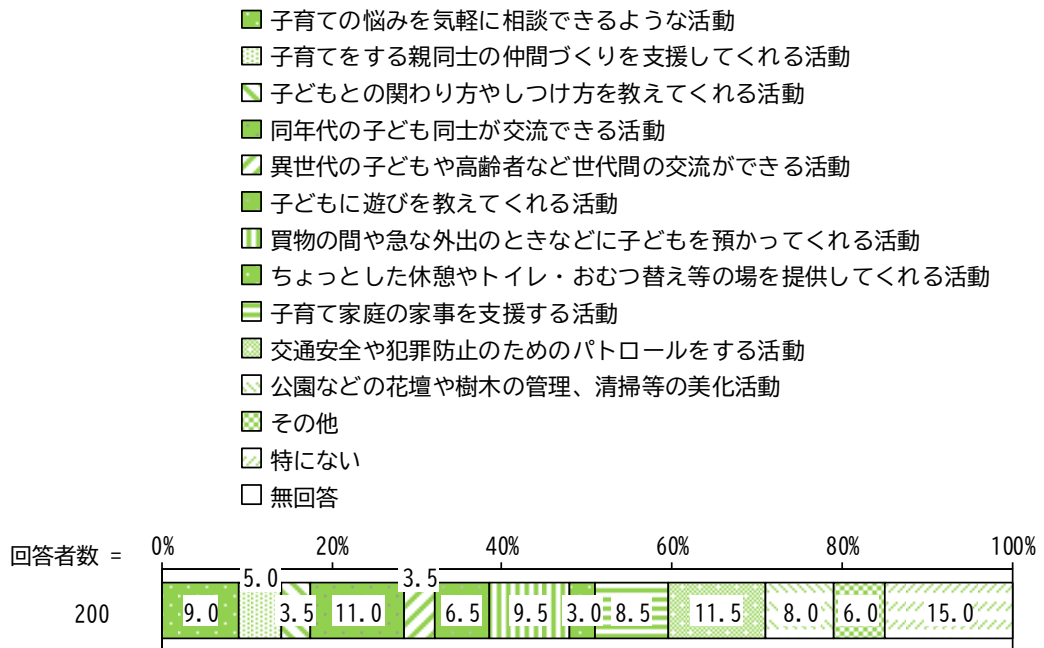 子育ての悩みを気軽に相談できるような活動
子育てをする親同士の仲間づくりを支援してくれる活動
子どもとの関わり方やしつけ方を教えてくれる活動
同年代の子ども同士が交流できる活動
異世代の子どもや高齢者など世代間の交流ができる活動
子どもに遊びを教えてくれる活動
買物の間や急な外出のときなどに子どもを預かってくれる活動
ちょっとした休憩やトイレ・おむつ替え等の場を提供してくれる活動
子育て家庭の家事を支援する活動
交通安全や犯罪防止のためのパトロールをする活動
公園などの花壇や樹木の管理、清掃等の美化活動
その他
特にない
無回答
回答者数 = 0% 20% 40% 60% 80% 100%
5.0 3.5
200 9.0 3.5 11.0 6.5 9.5 3.0 8.5 11.5 8.0 6.0 15.0